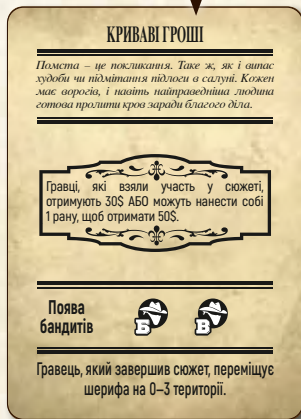 КРИВАВІ ГРОШІ
Помста – це покликання. Таке ж, як і випас
худоби чи підмітання підлоги в салуні. Кожен
має ворогів, і навіть найправедніша людина
готова пролити кров заради благого діла.
Гравці, які взяли участь у сюжеті,
отримують 30$ АБО можуть нанести собі
1 рану, щоб отримати 50$.
Поява
бандитів
Б В
Гравець, який завершив сюжет, переміщує
шерифа на 0–3 території.